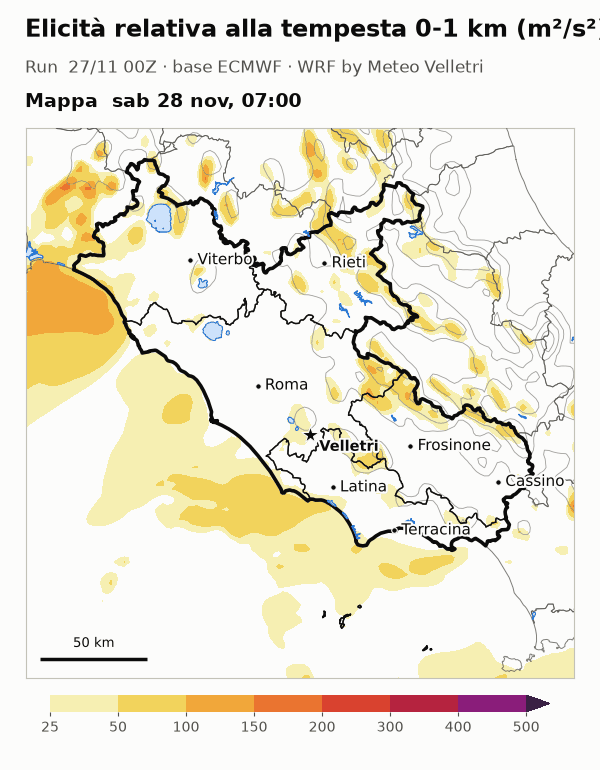 Elicità relativa alla tempesta 0-1 km (m²/s²)
Run 27/11 00Z · base ECMWF · WRF by Meteo Velletri
Mappa sab 28 nov, 07:00
Viterbo
Rieti
Roma
Velletri
Frosinone
Latina
Cassino
Terracina
50 km
25 50 100 150 200 300 400 500